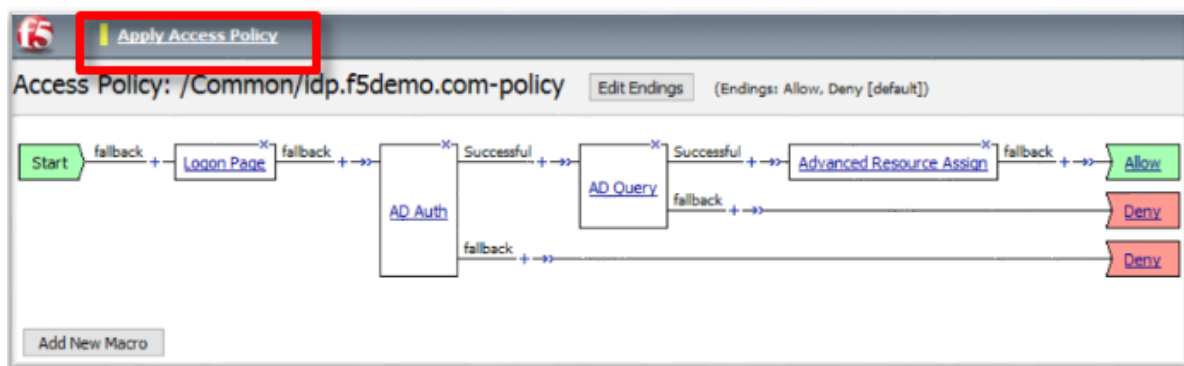 f5 Apply Access Policy
Access Policy: /Common/idp.f5demo.com-policy Edit Endings (Endings: Allow, Deny [default])
Start fallback + Logon Page x fallback + AD Auth x Successful + AD Query x Successful + Advanced Resource Assign x fallback + Allow
fallback + Deny
fallback + Deny
Add New Macro